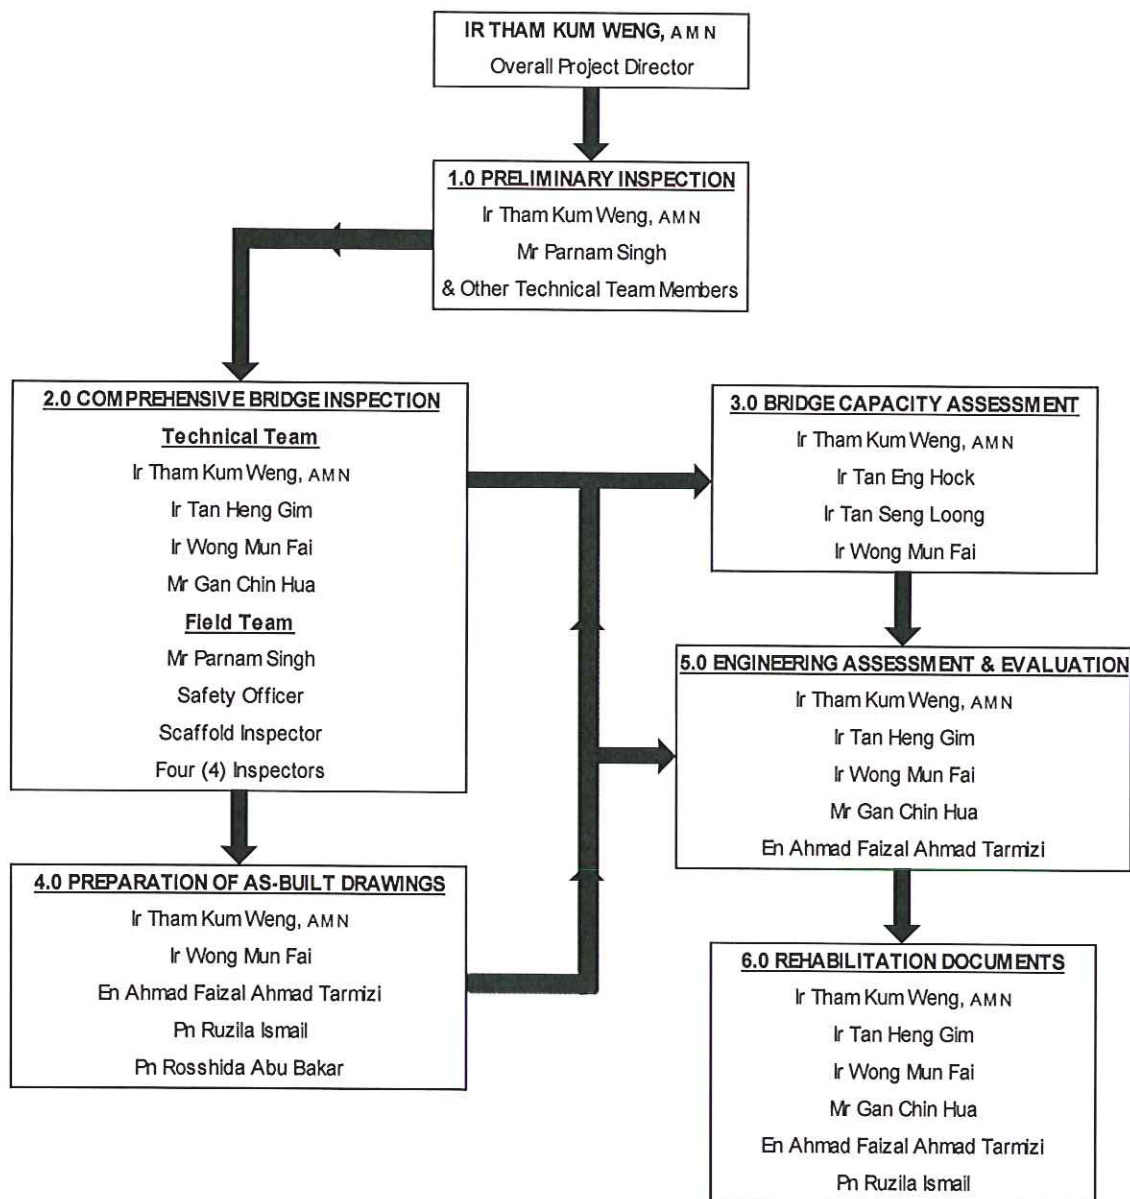 IR THAM KUM WENG, AMN
Overall Project Director
1.0 PRELIMINARY INSPECTION
Ir Tham Kum Weng, AMN
Mr Parnam Singh
& Other Technical Team Members
2.0 COMPREHENSIVE BRIDGE INSPECTION
Technical Team
Ir Tham Kum Weng, AMN
Ir Tan Heng Gim
Ir Wong Mun Fai
Mr Gan Chin Hua
Field Team
Mr Parnam Singh
Safety Officer
Scaffold Inspector
Four (4) Inspectors
3.0 BRIDGE CAPACITY ASSESSMENT
Ir Tham Kum Weng, AMN
Ir Tan Eng Hock
Ir Tan Seng Loong
Ir Wong Mun Fai
4.0 PREPARATION OF AS-BUILT DRAWINGS
Ir Tham Kum Weng, AMN
Ir Wong Mun Fai
En Ahmad Faizal Ahmad Tarmizi
Pn Ruzila Ismail
Pn Rosshida Abu Bakar
5.0 ENGINEERING ASSESSMENT & EVALUATION
Ir Tham Kum Weng, AMN
Ir Tan Heng Gim
Ir Wong Mun Fai
Mr Gan Chin Hua
En Ahmad Faizal Ahmad Tarmizi
6.0 REHABILITATION DOCUMENTS
Ir Tham Kum Weng, AMN
Ir Tan Heng Gim
Ir Wong Mun Fai
Mr Gan Chin Hua
En Ahmad Faizal Ahmad Tarmizi
Pn Ruzila Ismail